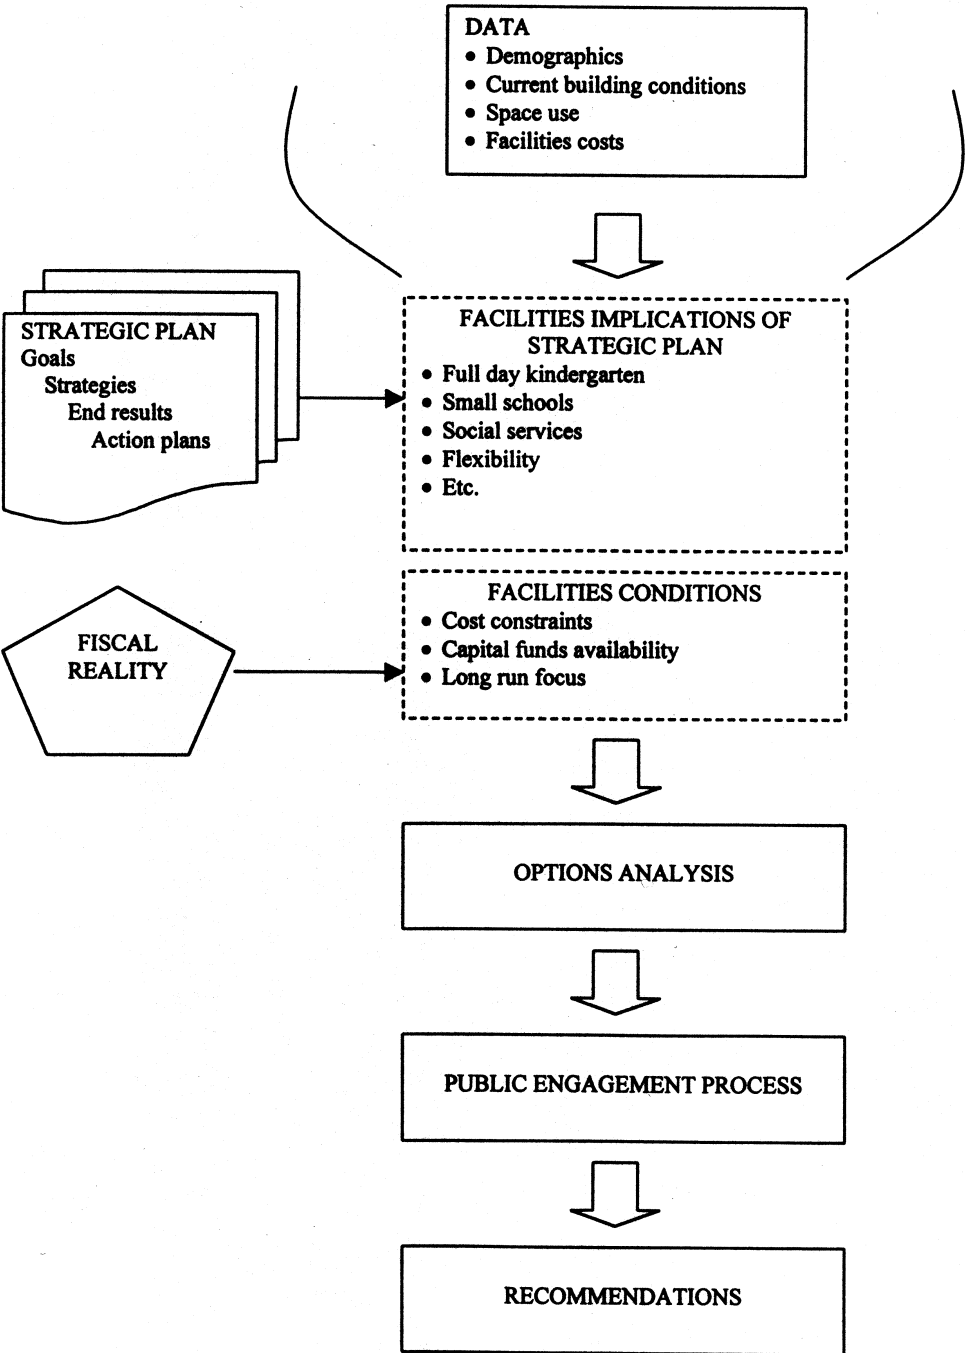 DATA
• Demographics
• Current building conditions
• Space use
• Facilities costs
STRATEGIC PLAN
Goals
Strategies
End results
Action plans
FACILITIES IMPLICATIONS OF
STRATEGIC PLAN
• Full day kindergarten
• Small schools
• Social services
• Flexibility
• Etc.
FISCAL
REALITY
FACILITIES CONDITIONS
• Cost constraints
• Capital funds availability
• Long run focus
OPTIONS ANALYSIS
PUBLIC ENGAGEMENT PROCESS
RECOMMENDATIONS